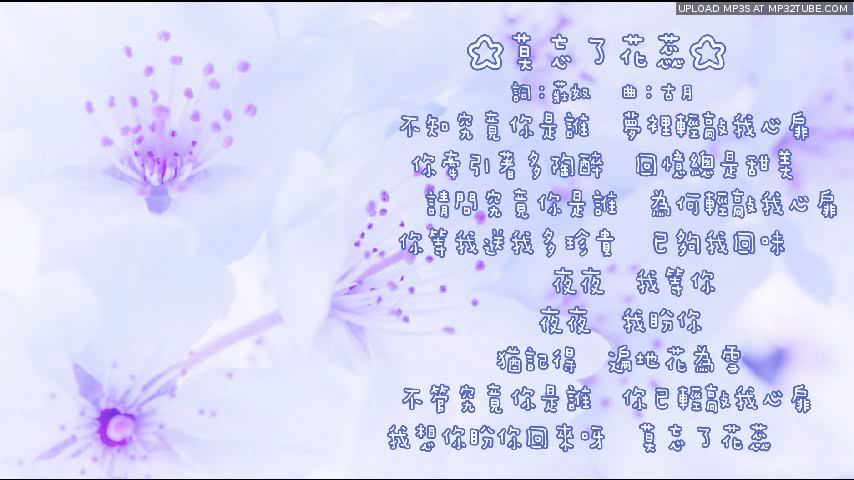 UPLOAD MP3S AT MP32TUBE.COM
☆莫忘了花蕊☆
詞：莊奴 曲：古月
不知究竟你是誰 夢裡輕敲我心扉
你牽引著多陶醉 回憶總是甜美
請問究竟你是誰 為何輕敲我心扉
你等我送我多珍貴 已夠我回味
夜夜 我等你
夜夜 我盼你
猶記得 遍地花為雪
不管究竟你是誰 你已輕敲我心扉
我想你盼你回來呀 莫忘了花蕊